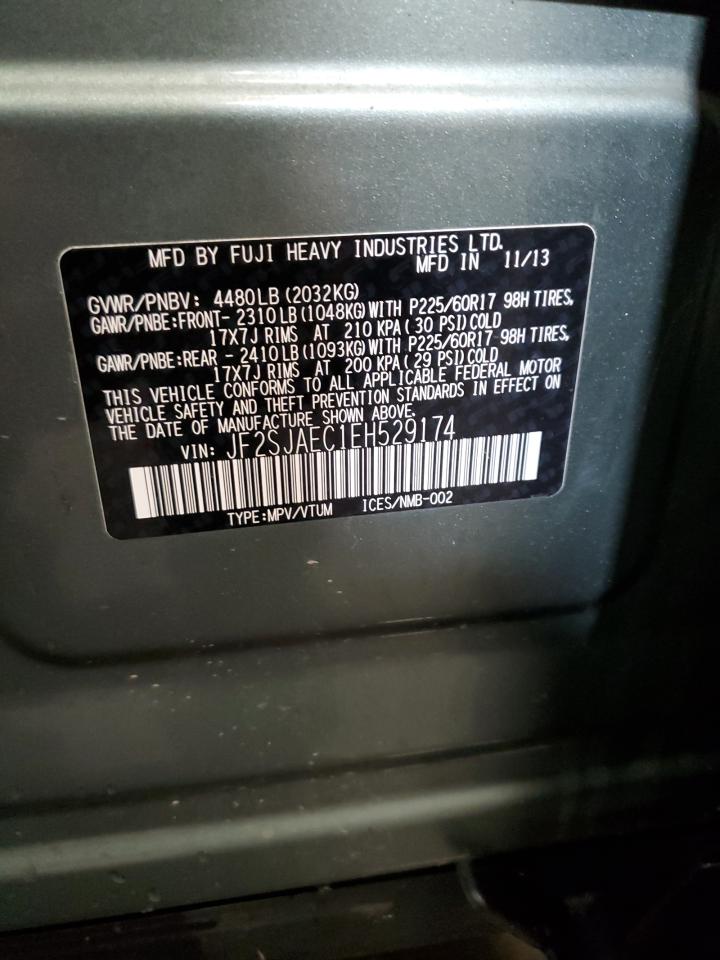 MFD BY FUJI HEAVY INDUSTRIES LTD.
MFD IN 11/13
GVWR/PNBV: 4480LB (2032KG)
GAWR/PNBE:FRONT- 2310LB (1048KG) WITH P225/60R17 98H TIRES,
17X7J RIMS AT 210 KPA ( 30 PSI) COLD
GAWR/PNBE:REAR - 2410LB (1093KG) WITH P225/60R17 98H TIRES,
17X7J RIMS AT 200 KPA ( 29 PSI) COLD
THIS VEHICLE CONFORMS TO ALL APPLICABLE FEDERAL MOTOR
VEHICLE SAFETY AND THEFT PREVENTION STANDARDS IN EFFECT ON
THE DATE OF MANUFACTURE SHOWN ABOVE.
VIN: JF2SJAEC1EH529174
TYPE:MPV/VTUM ICES/NMB-002